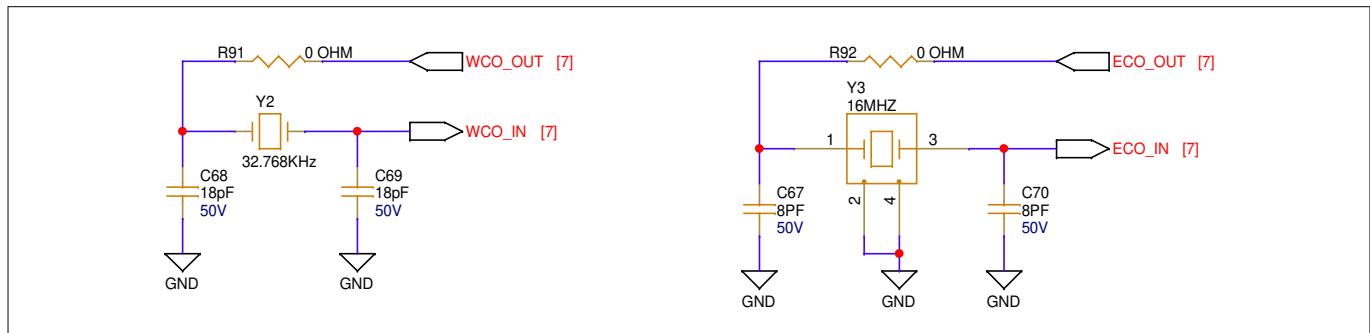 R91
0 OHM
WCO_OUT [7]
Y2
32.768KHz
WCO_IN [7]
C68
18pF
50V
C69
18pF
50V
GND
GND
R92
0 OHM
ECO_OUT [7]
Y3
16MHZ
1
3
ECO_IN [7]
2
4
C67
8PF
50V
C70
8PF
50V
GND
GND
GND